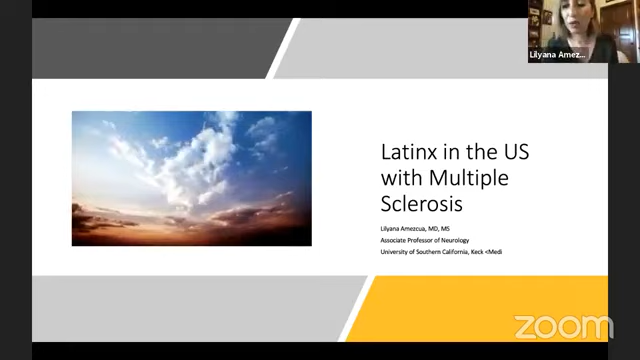 Lilyana Amez...
Latinx in the US
with Multiple
Sclerosis
Lilyana Amezcua, MD, MS
Associate Professor of Neurology
University of Southern California, Keck <Medi
zoom